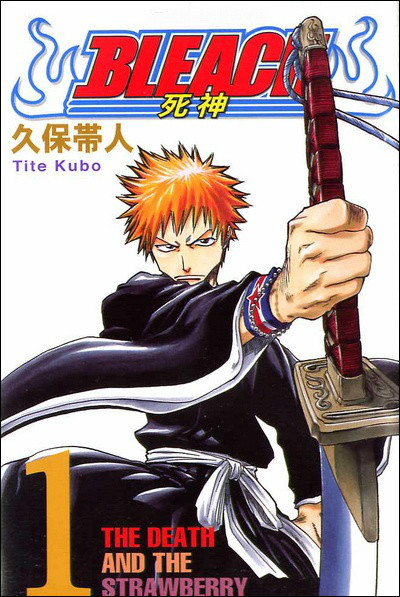 BLEACH
死神
久保帯人
Tite Kubo
1
THE DEATH
AND THE
STRAWBERRY